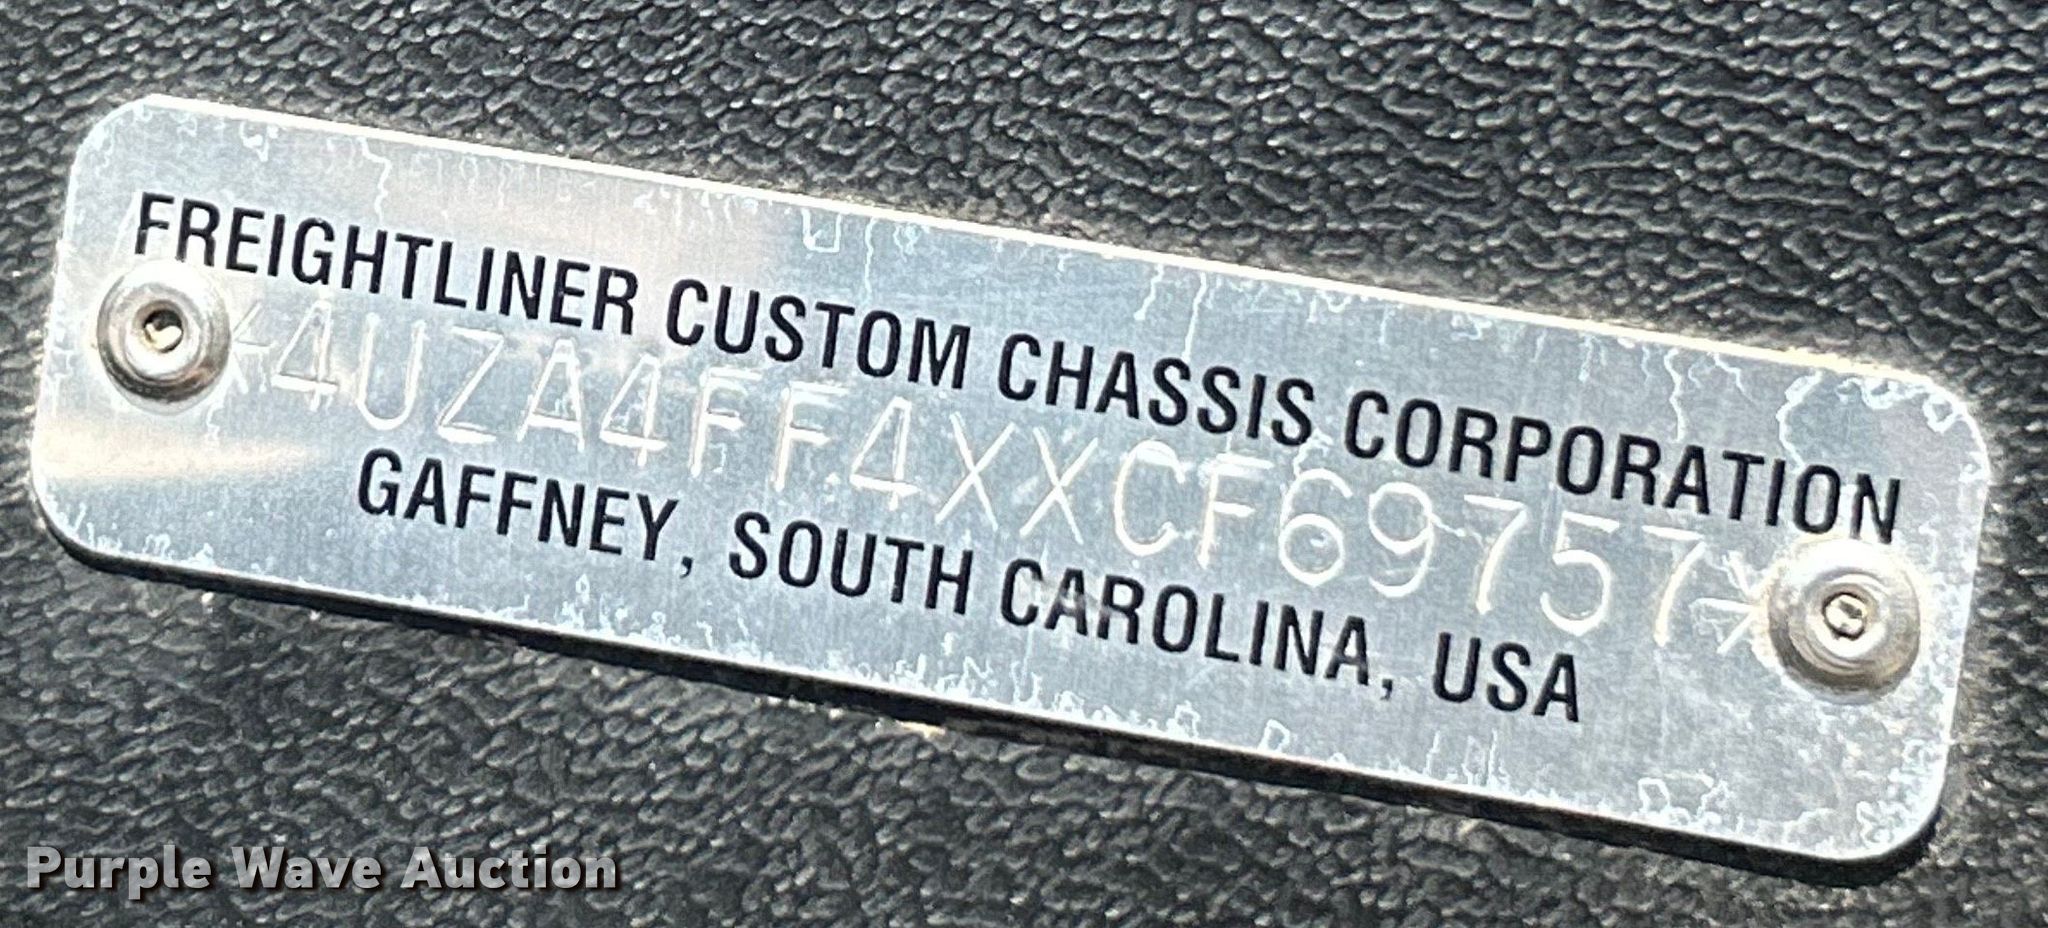 FREIGHTLINER CUSTOM CHASSIS CORPORATION
*4UZA4FF4XXCF69757*
GAFFNEY, SOUTH CAROLINA, USA
Purple Wave Auction